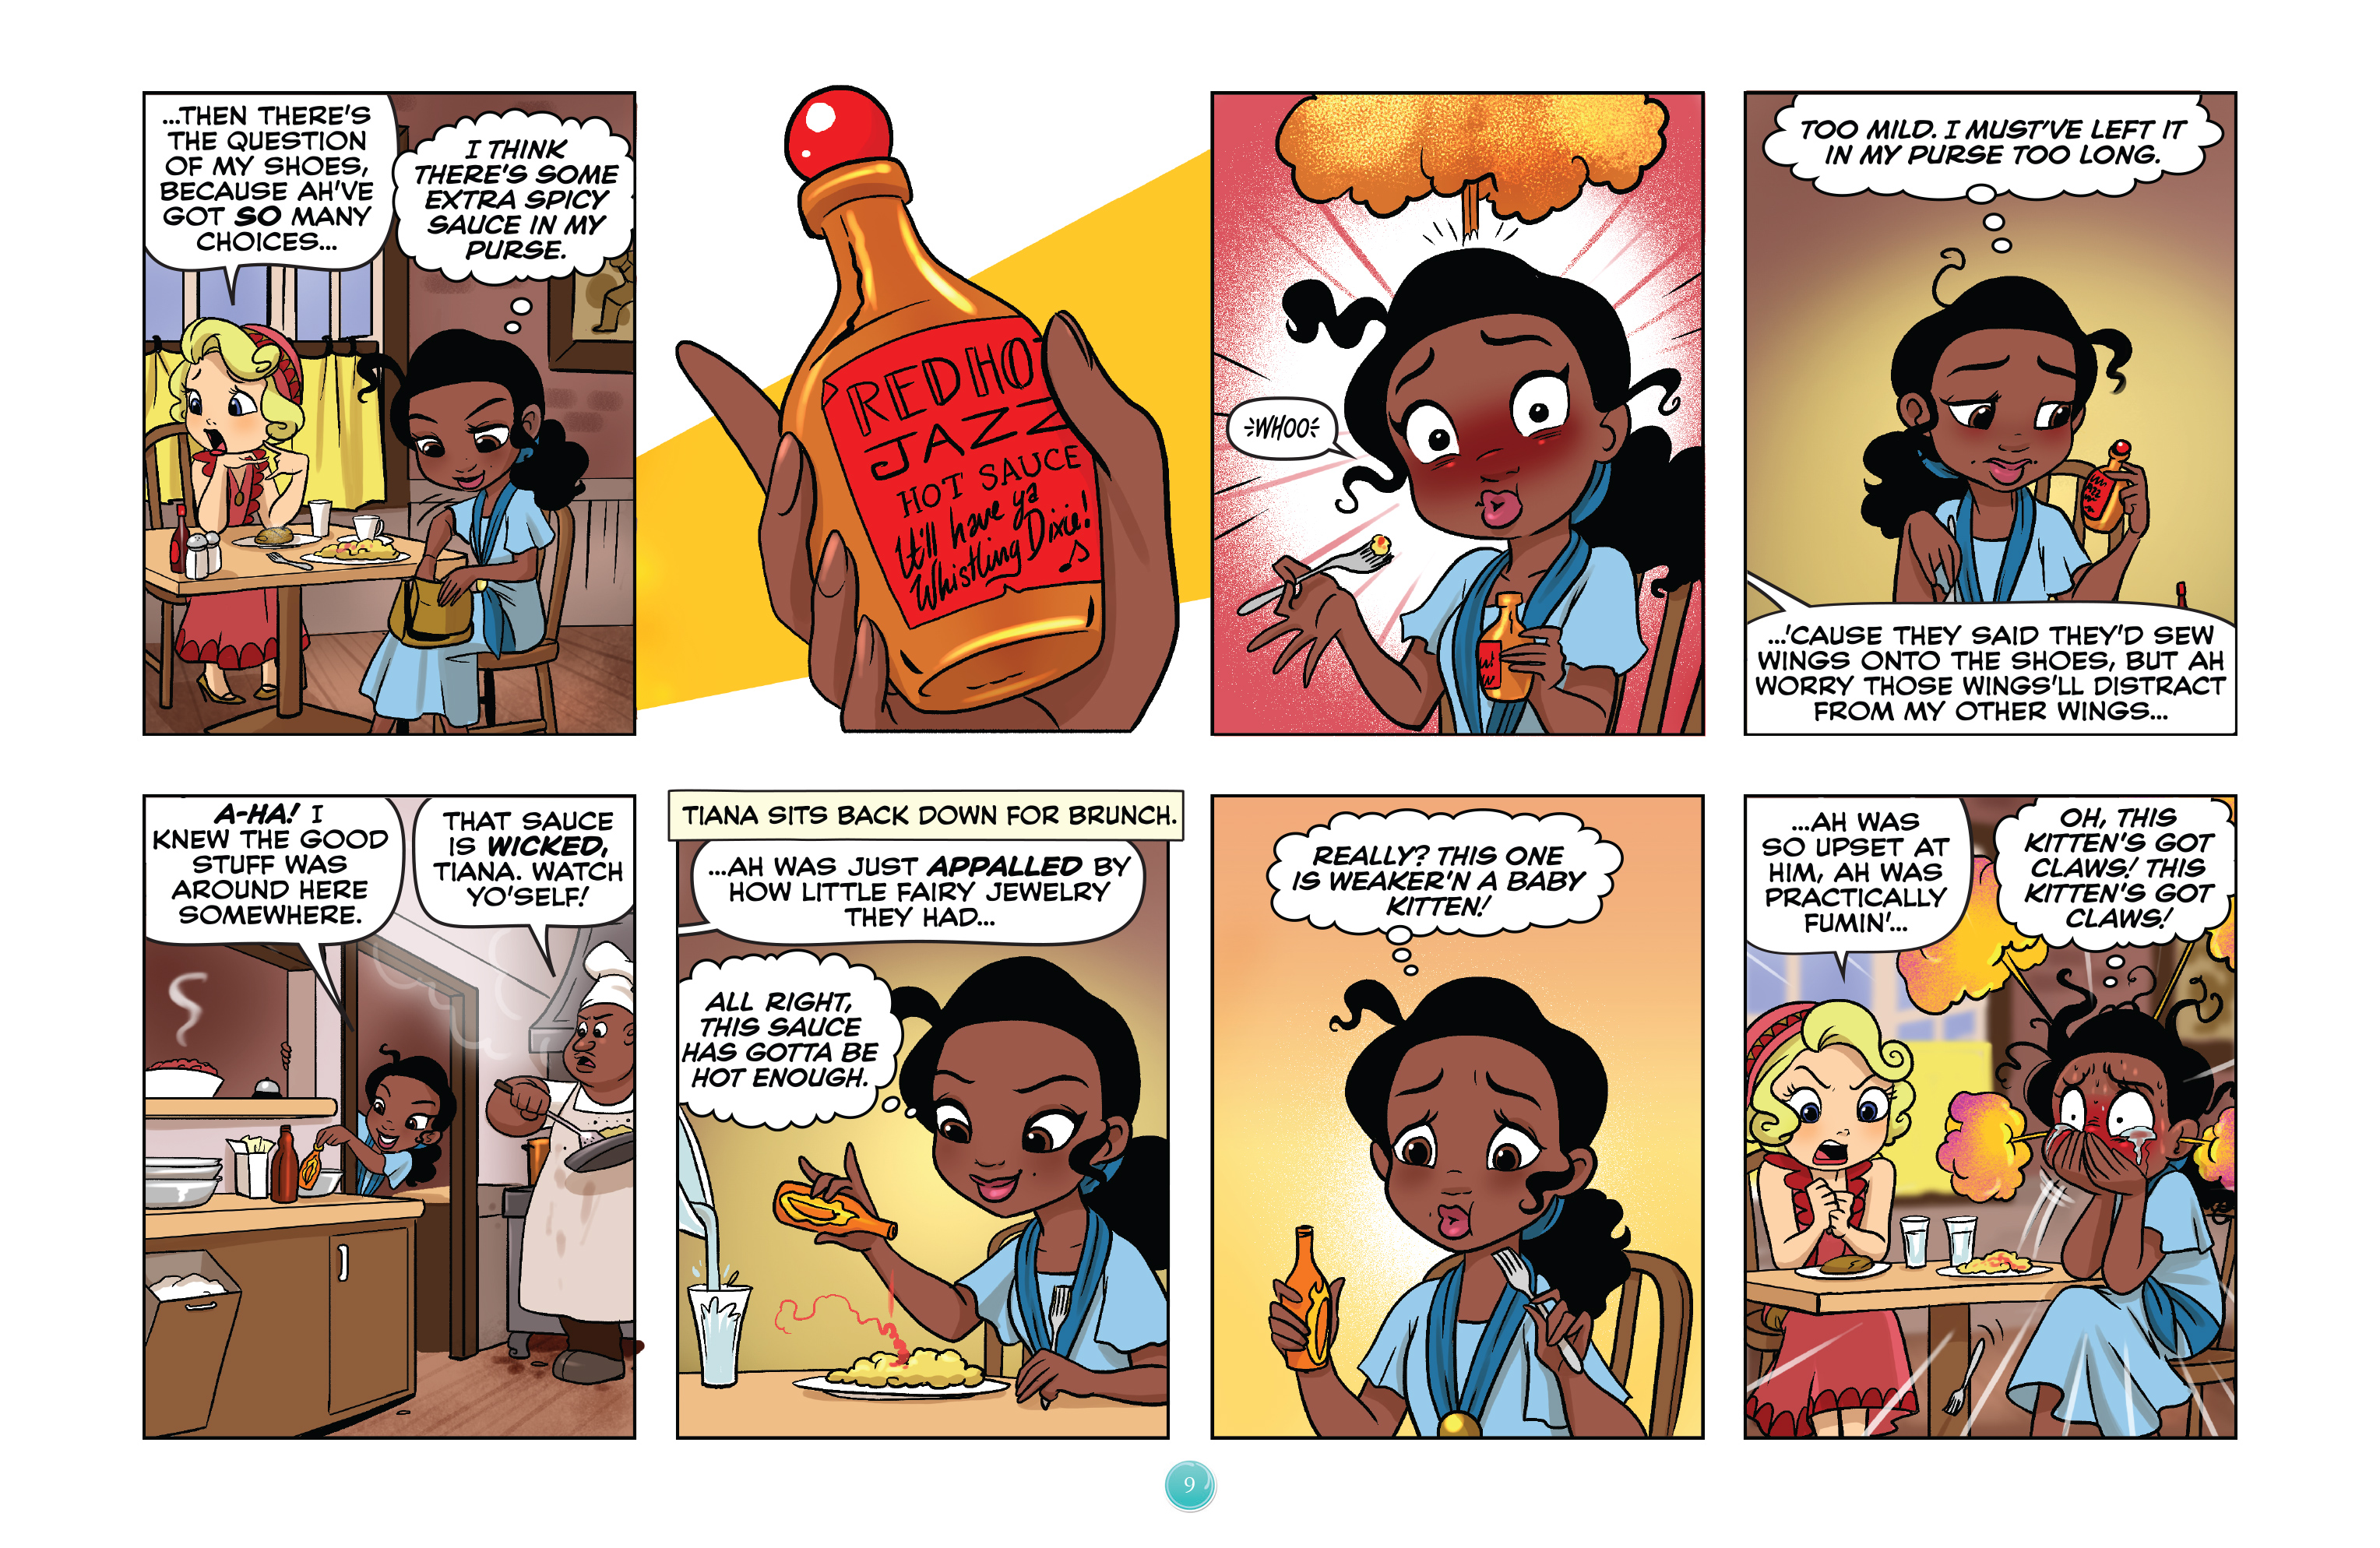 ...THEN THERE'S
THE QUESTION
OF MY SHOES,
BECAUSE AH'VE
GOT SO MANY
CHOICES...
I THINK
THERE'S SOME
EXTRA SPICY
SAUCE IN MY
PURSE.
RED HO
JAZZ
HOT SAUCE
It'll have ya
Whistling Dixie!
WHOO
TOO MILD. I MUST'VE LEFT IT
IN MY PURSE TOO LONG.
...'CAUSE THEY SAID THEY'D SEW
WINGS ONTO THE SHOES, BUT AH
WORRY THOSE WINGS'LL DISTRACT
FROM MY OTHER WINGS...
A-HA! I
KNEW THE GOOD
STUFF WAS
AROUND HERE
SOMEWHERE.
THAT SAUCE
IS WICKED,
TIANA. WATCH
YO'SELF!
TIANA SITS BACK DOWN FOR BRUNCH.
...AH WAS JUST APPALLED BY
HOW LITTLE FAIRY JEWELRY
THEY HAD...
ALL RIGHT,
THIS SAUCE
HAS GOTTA BE
HOT ENOUGH.
REALLY? THIS ONE
IS WEAKER'N A BABY
KITTEN!
...AH WAS
SO UPSET AT
HIM, AH WAS
PRACTICALLY
FUMIN'...
OH, THIS
KITTEN'S GOT
CLAWS! THIS
KITTEN'S GOT
CLAWS!
9